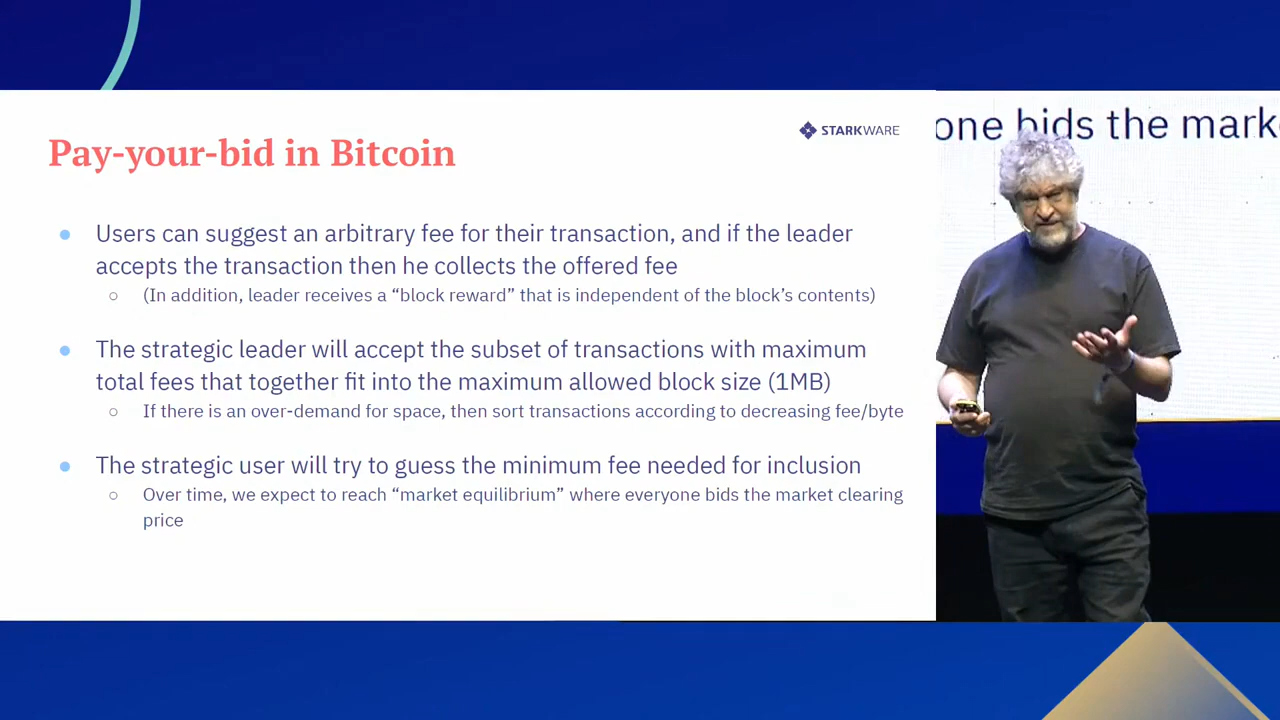 Pay-your-bid in Bitcoin
STARKWARE
Users can suggest an arbitrary fee for their transaction, and if the leader
accepts the transaction then he collects the offered fee
(In addition, leader receives a “block reward” that is independent of the block’s contents)
The strategic leader will accept the subset of transactions with maximum
total fees that together fit into the maximum allowed block size (1MB)
If there is an over-demand for space, then sort transactions according to decreasing fee/byte
The strategic user will try to guess the minimum fee needed for inclusion
Over time, we expect to reach “market equilibrium” where everyone bids the market clearing
price
one bids the mark